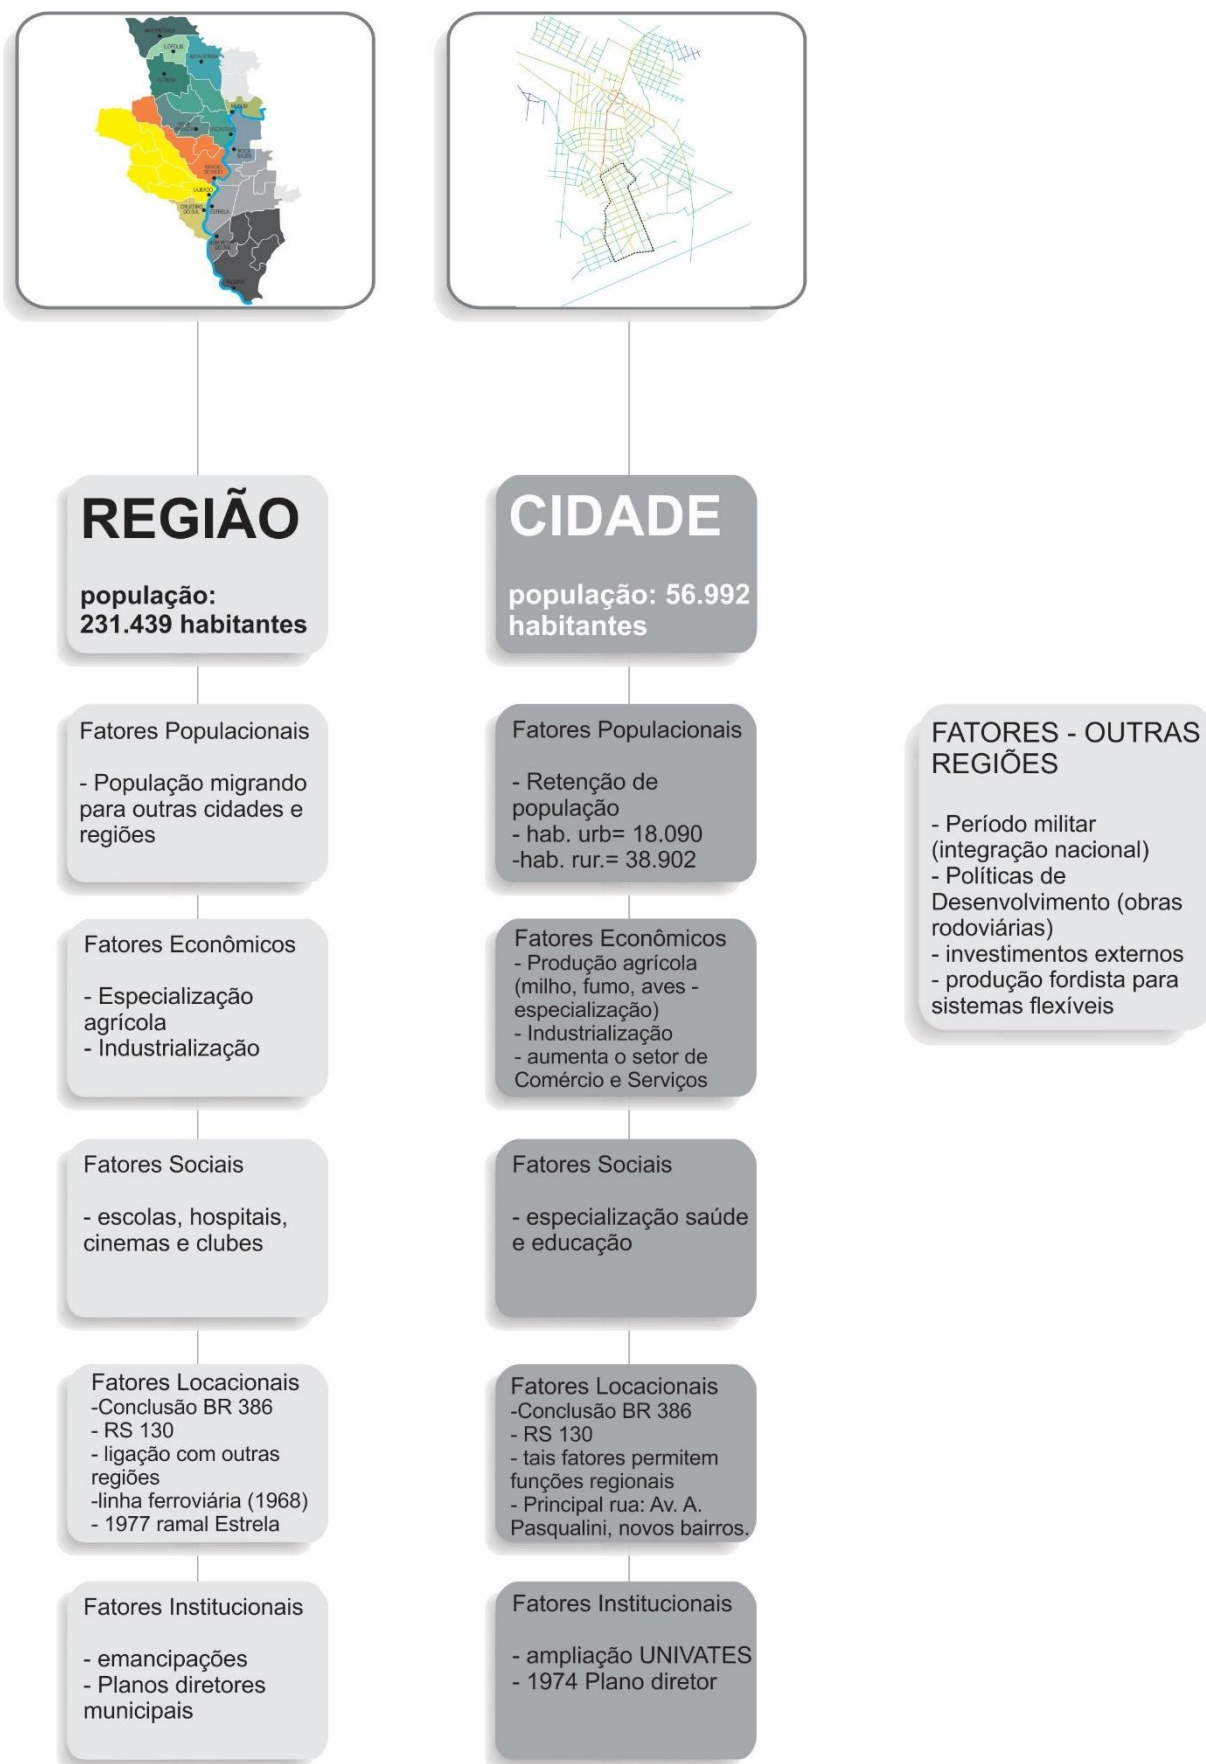 ILÓPOLIS
LAJEADO
CRUZEIRO
DO SUL
ESTRELA
REGIÃO
população:
231.439 habitantes
Fatores Populacionais
- População migrando
para outras cidades e
regiões
Fatores Econômicos
- Especialização
agrícola
- Industrialização
Fatores Sociais
- escolas, hospitais,
cinemas e clubes
Fatores Locacionais
-Conclusão BR 386
- RS 130
- ligação com outras
regiões
-linha ferroviária (1968)
- 1977 ramal Estrela
Fatores Institucionais
- emancipações
- Planos diretores
municipais
CIDADE
população: 56.992
habitantes
Fatores Populacionais
- Retenção de
população
- hab. urb= 18.090
-hab. rur.= 38.902
Fatores Econômicos
- Produção agrícola
(milho, fumo, aves -
especialização)
- Industrialização
- aumenta o setor de
Comércio e Serviços
Fatores Sociais
- especialização saúde
e educação
Fatores Locacionais
-Conclusão BR 386
- RS 130
- tais fatores permitem
funções regionais
- Principal rua: Av. A.
Pasqualini, novos bairros.
Fatores Institucionais
- ampliação UNIVATES
- 1974 Plano diretor
FATORES - OUTRAS
REGIÕES
- Período militar
(integração nacional)
- Políticas de
Desenvolvimento (obras
rodoviárias)
- investimentos externos
- produção fordista para
sistemas flexíveis